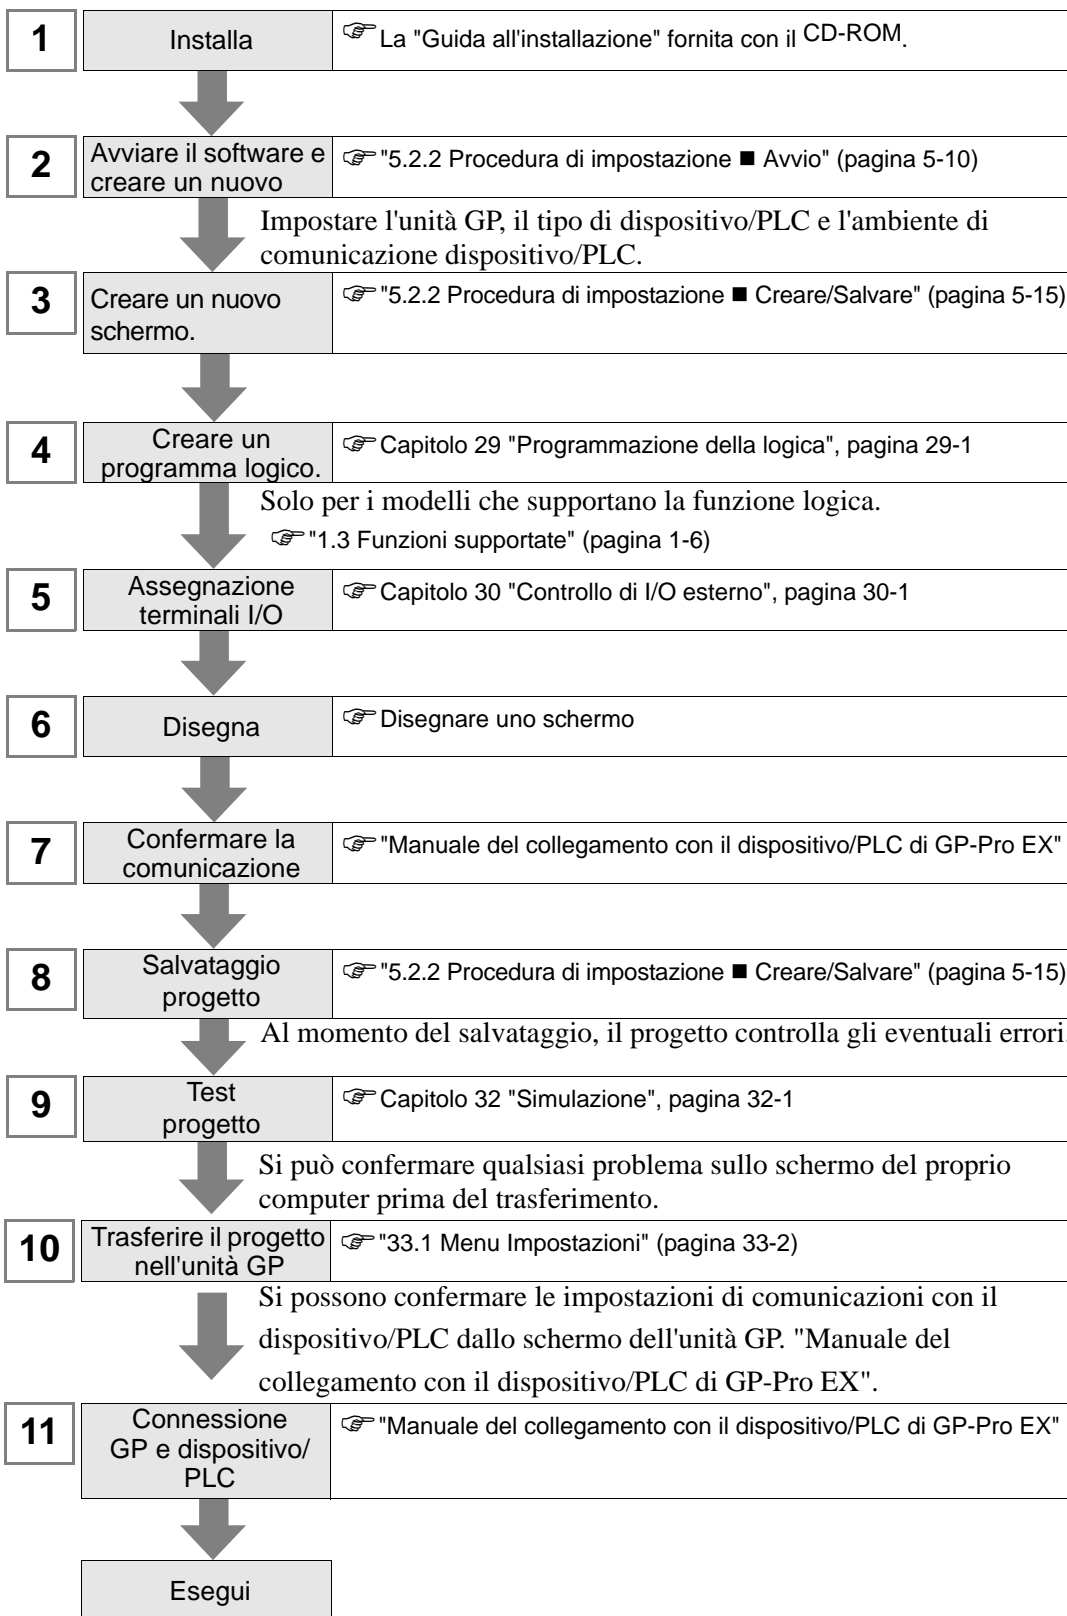 1
Installa
☞ La "Guida all'installazione" fornita con il CD-ROM.
2
Avviare il software e
creare un nuovo
☞ "5.2.2 Procedura di impostazione ■ Avvio" (pagina 5-10)
Impostare l'unità GP, il tipo di dispositivo/PLC e l'ambiente di
comunicazione dispositivo/PLC.
3
Creare un nuovo
schermo.
☞ "5.2.2 Procedura di impostazione ■ Creare/Salvare" (pagina 5-15)
4
Creare un
programma logico.
☞ Capitolo 29 "Programmazione della logica", pagina 29-1
Solo per i modelli che supportano la funzione logica.
☞ "1.3 Funzioni supportate" (pagina 1-6)
5
Assegnazione
terminali I/O
☞ Capitolo 30 "Controllo di I/O esterno", pagina 30-1
6
Disegna
☞ Disegnare uno schermo
7
Confermare la
comunicazione
☞ "Manuale del collegamento con il dispositivo/PLC di GP-Pro EX"
8
Salvataggio
progetto
☞ "5.2.2 Procedura di impostazione ■ Creare/Salvare" (pagina 5-15)
Al momento del salvataggio, il progetto controlla gli eventuali errori.
9
Test
progetto
☞ Capitolo 32 "Simulazione", pagina 32-1
Si può confermare qualsiasi problema sullo schermo del proprio
computer prima del trasferimento.
10
Trasferire il progetto
nell'unità GP
☞ "33.1 Menu Impostazioni" (pagina 33-2)
Si possono confermare le impostazioni di comunicazioni con il
dispositivo/PLC dallo schermo dell'unità GP. "Manuale del
collegamento con il dispositivo/PLC di GP-Pro EX".
11
Connessione
GP e dispositivo/
PLC
☞ "Manuale del collegamento con il dispositivo/PLC di GP-Pro EX"
Esegui